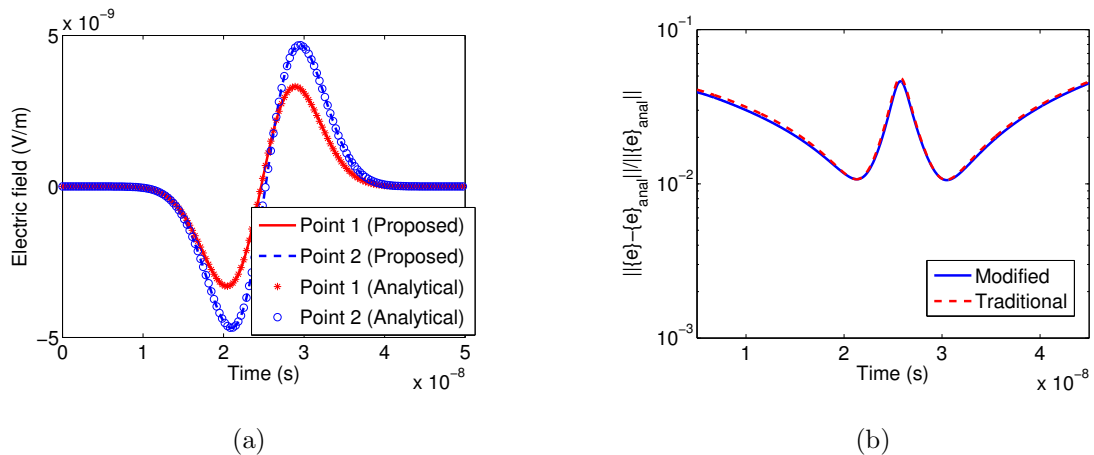 x 10⁻⁹
5
0
−5
Electric field (V/m)
Point 1 (Proposed)
Point 2 (Proposed)
Point 1 (Analytical)
Point 2 (Analytical)
0 1 2 3 4 5
Time (s)
x 10⁻⁸
(a)
10⁻¹
10⁻²
10⁻³
||{e}−{e}anal||/||{e}anal||
Modified
Traditional
1 2 3 4
Time (s)
x 10⁻⁸
(b)